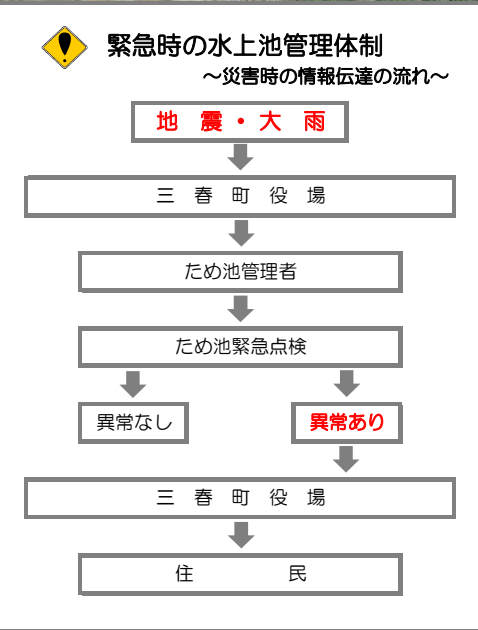 緊急時の水上池管理体制
～災害時の情報伝達の流れ～
地 震・大 雨
三 春 町 役 場
ため池管理者
ため池緊急点検
異常なし
異常あり
三 春 町 役 場
住 民